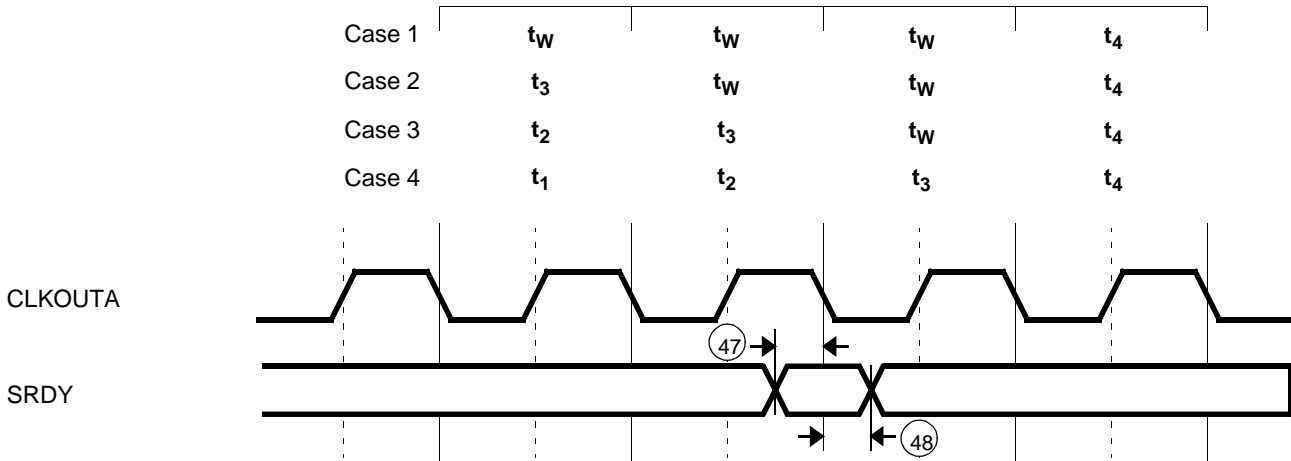 Case 1 tW tW tW t4
Case 2 t3 tW tW t4
Case 3 t2 t3 tW t4
Case 4 t1 t2 t3 t4
CLKOUTA
47
SRDY
48